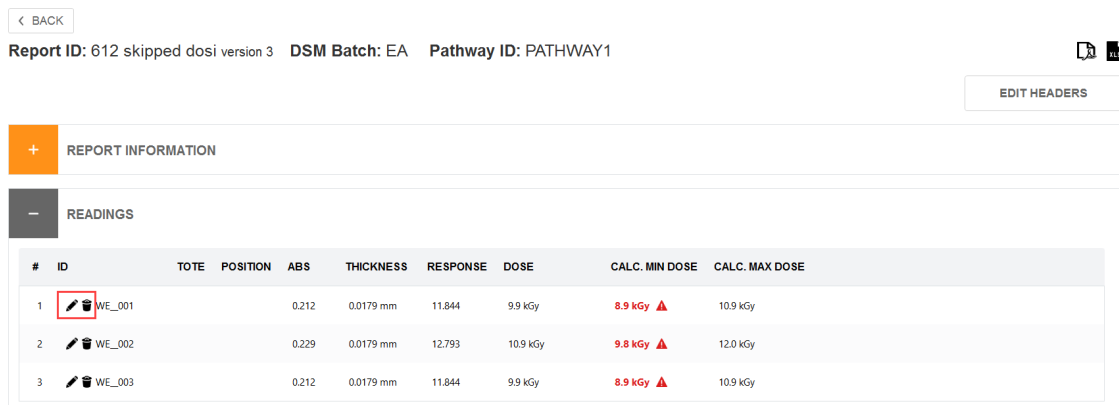 < BACK
Report ID: 612 skipped dosi version 3 DSM Batch: EA Pathway ID: PATHWAY1
EDIT HEADERS
+ REPORT INFORMATION
− READINGS
# ID TOTE POSITION ABS THICKNESS RESPONSE DOSE CALC. MIN DOSE CALC. MAX DOSE
1 WE_001 0.212 0.0179 mm 11.844 9.9 kGy 8.9 kGy 10.9 kGy
2 WE_002 0.229 0.0179 mm 12.793 10.9 kGy 9.8 kGy 12.0 kGy
3 WE_003 0.212 0.0179 mm 11.844 9.9 kGy 8.9 kGy 10.9 kGy